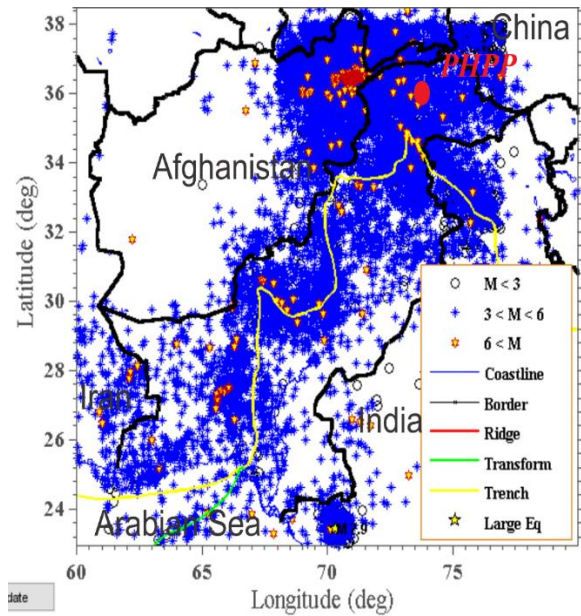 38
36
34
32
30
28
26
24
Latitude (deg)
China
PHPP
Afghanistan
Iran
India
Arabian Sea
M < 3
3 < M < 6
6 < M
Coastline
Border
Ridge
Transform
Trench
Large Eq
60
65
70
75
Longitude (deg)
date